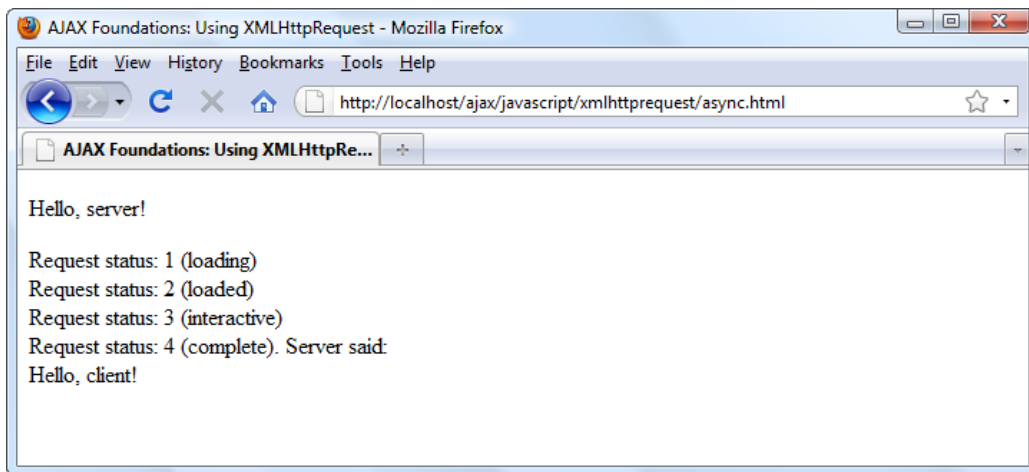 AJAX Foundations: Using XMLHttpRequest - Mozilla Firefox
File Edit View History Bookmarks Tools Help
http://localhost/ajax/javascript/xmlhttprequest/async.html
AJAX Foundations: Using XMLHttpRe...
Hello, server!
Request status: 1 (loading)
Request status: 2 (loaded)
Request status: 3 (interactive)
Request status: 4 (complete). Server said:
Hello, client!